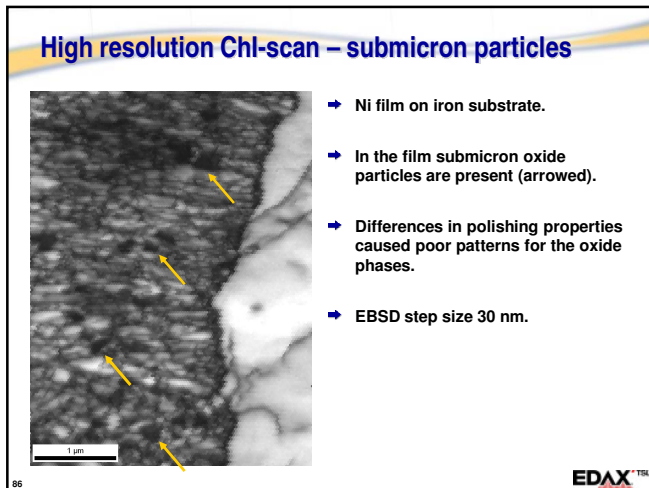 High resolution ChI-scan – submicron particles
Ni film on iron substrate.
In the film submicron oxide
particles are present (arrowed).
Differences in polishing properties
caused poor patterns for the oxide
phases.
EBSD step size 30 nm.
1 µm
86
EDAX TSL